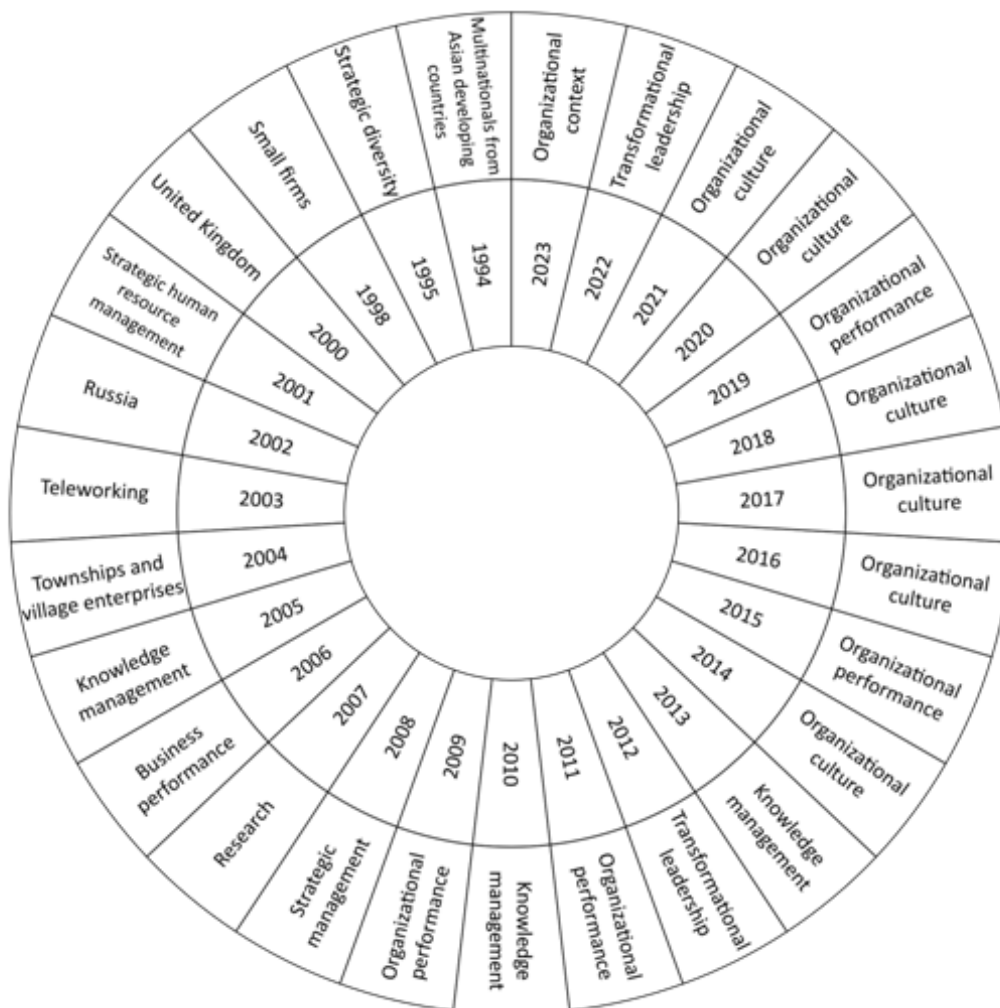 Organizational
context
2023
Transformational
leadership
2022
Organizational
culture
2021
Organizational
culture
2020
Organizational
performance
2019
Organizational
culture
2018
Organizational
culture
2017
Organizational
culture
2016
Organizational
performance
2015
Organizational
culture
2014
Knowledge
management
2013
Transformational
leadership
2012
Organizational
performance
2011
Knowledge
management
2010
Organizational
performance
2009
Strategic
management
2008
Research
2007
Business
performance
2006
Knowledge
management
2005
Townships and
village enterprises
2004
Teleworking
2003
Russia
2002
Strategic human
resource
management
2001
United Kingdom
2000
Small firms
1998
Strategic diversity
1995
Multinationals from
Asian developing
countries
1994